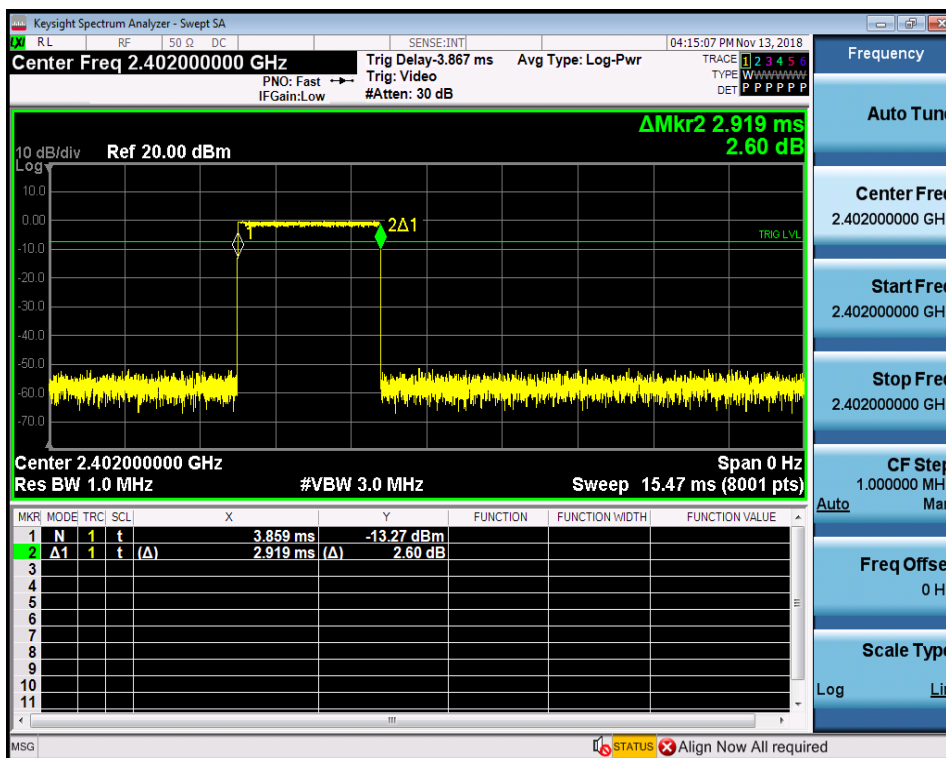 Keysight Spectrum Analyzer - Swept SA
LXI RL RF 50 Ω DC SENSE:INT 04:15:07 PM Nov 13, 2018
Center Freq 2.402000000 GHz Trig Delay-3.867 ms Avg Type: Log-Pwr TRACE 1 2 3 4 5 6
PNO: Fast Trig: Video TYPE WWWWWW
IFGain:Low #Atten: 30 dB DET P P P P P P
ΔMkr2 2.919 ms
10 dB/div Ref 20.00 dBm 2.60 dB
Log
10.0
0.00
-10.0
-20.0
-30.0
-40.0
-50.0
-60.0
-70.0
1
2Δ1
TRIG LVL
Center 2.402000000 GHz Span 0 Hz
Res BW 1.0 MHz #VBW 3.0 MHz Sweep 15.47 ms (8001 pts)
MKR MODE TRC SCL X Y FUNCTION FUNCTION WIDTH FUNCTION VALUE
1 N 1 t 3.859 ms -13.27 dBm
2 Δ1 1 t (Δ) 2.919 ms (Δ) 2.60 dB
3
4
5
6
7
8
9
10
11
MSG STATUS Align Now All required
Frequency
Auto Tun
Center Fre
2.402000000 GH
Start Fre
2.402000000 GH
Stop Fre
2.402000000 GH
CF Step
1.000000 MH
Auto Ma
Freq Offse
0 H
Scale Type
Log Li